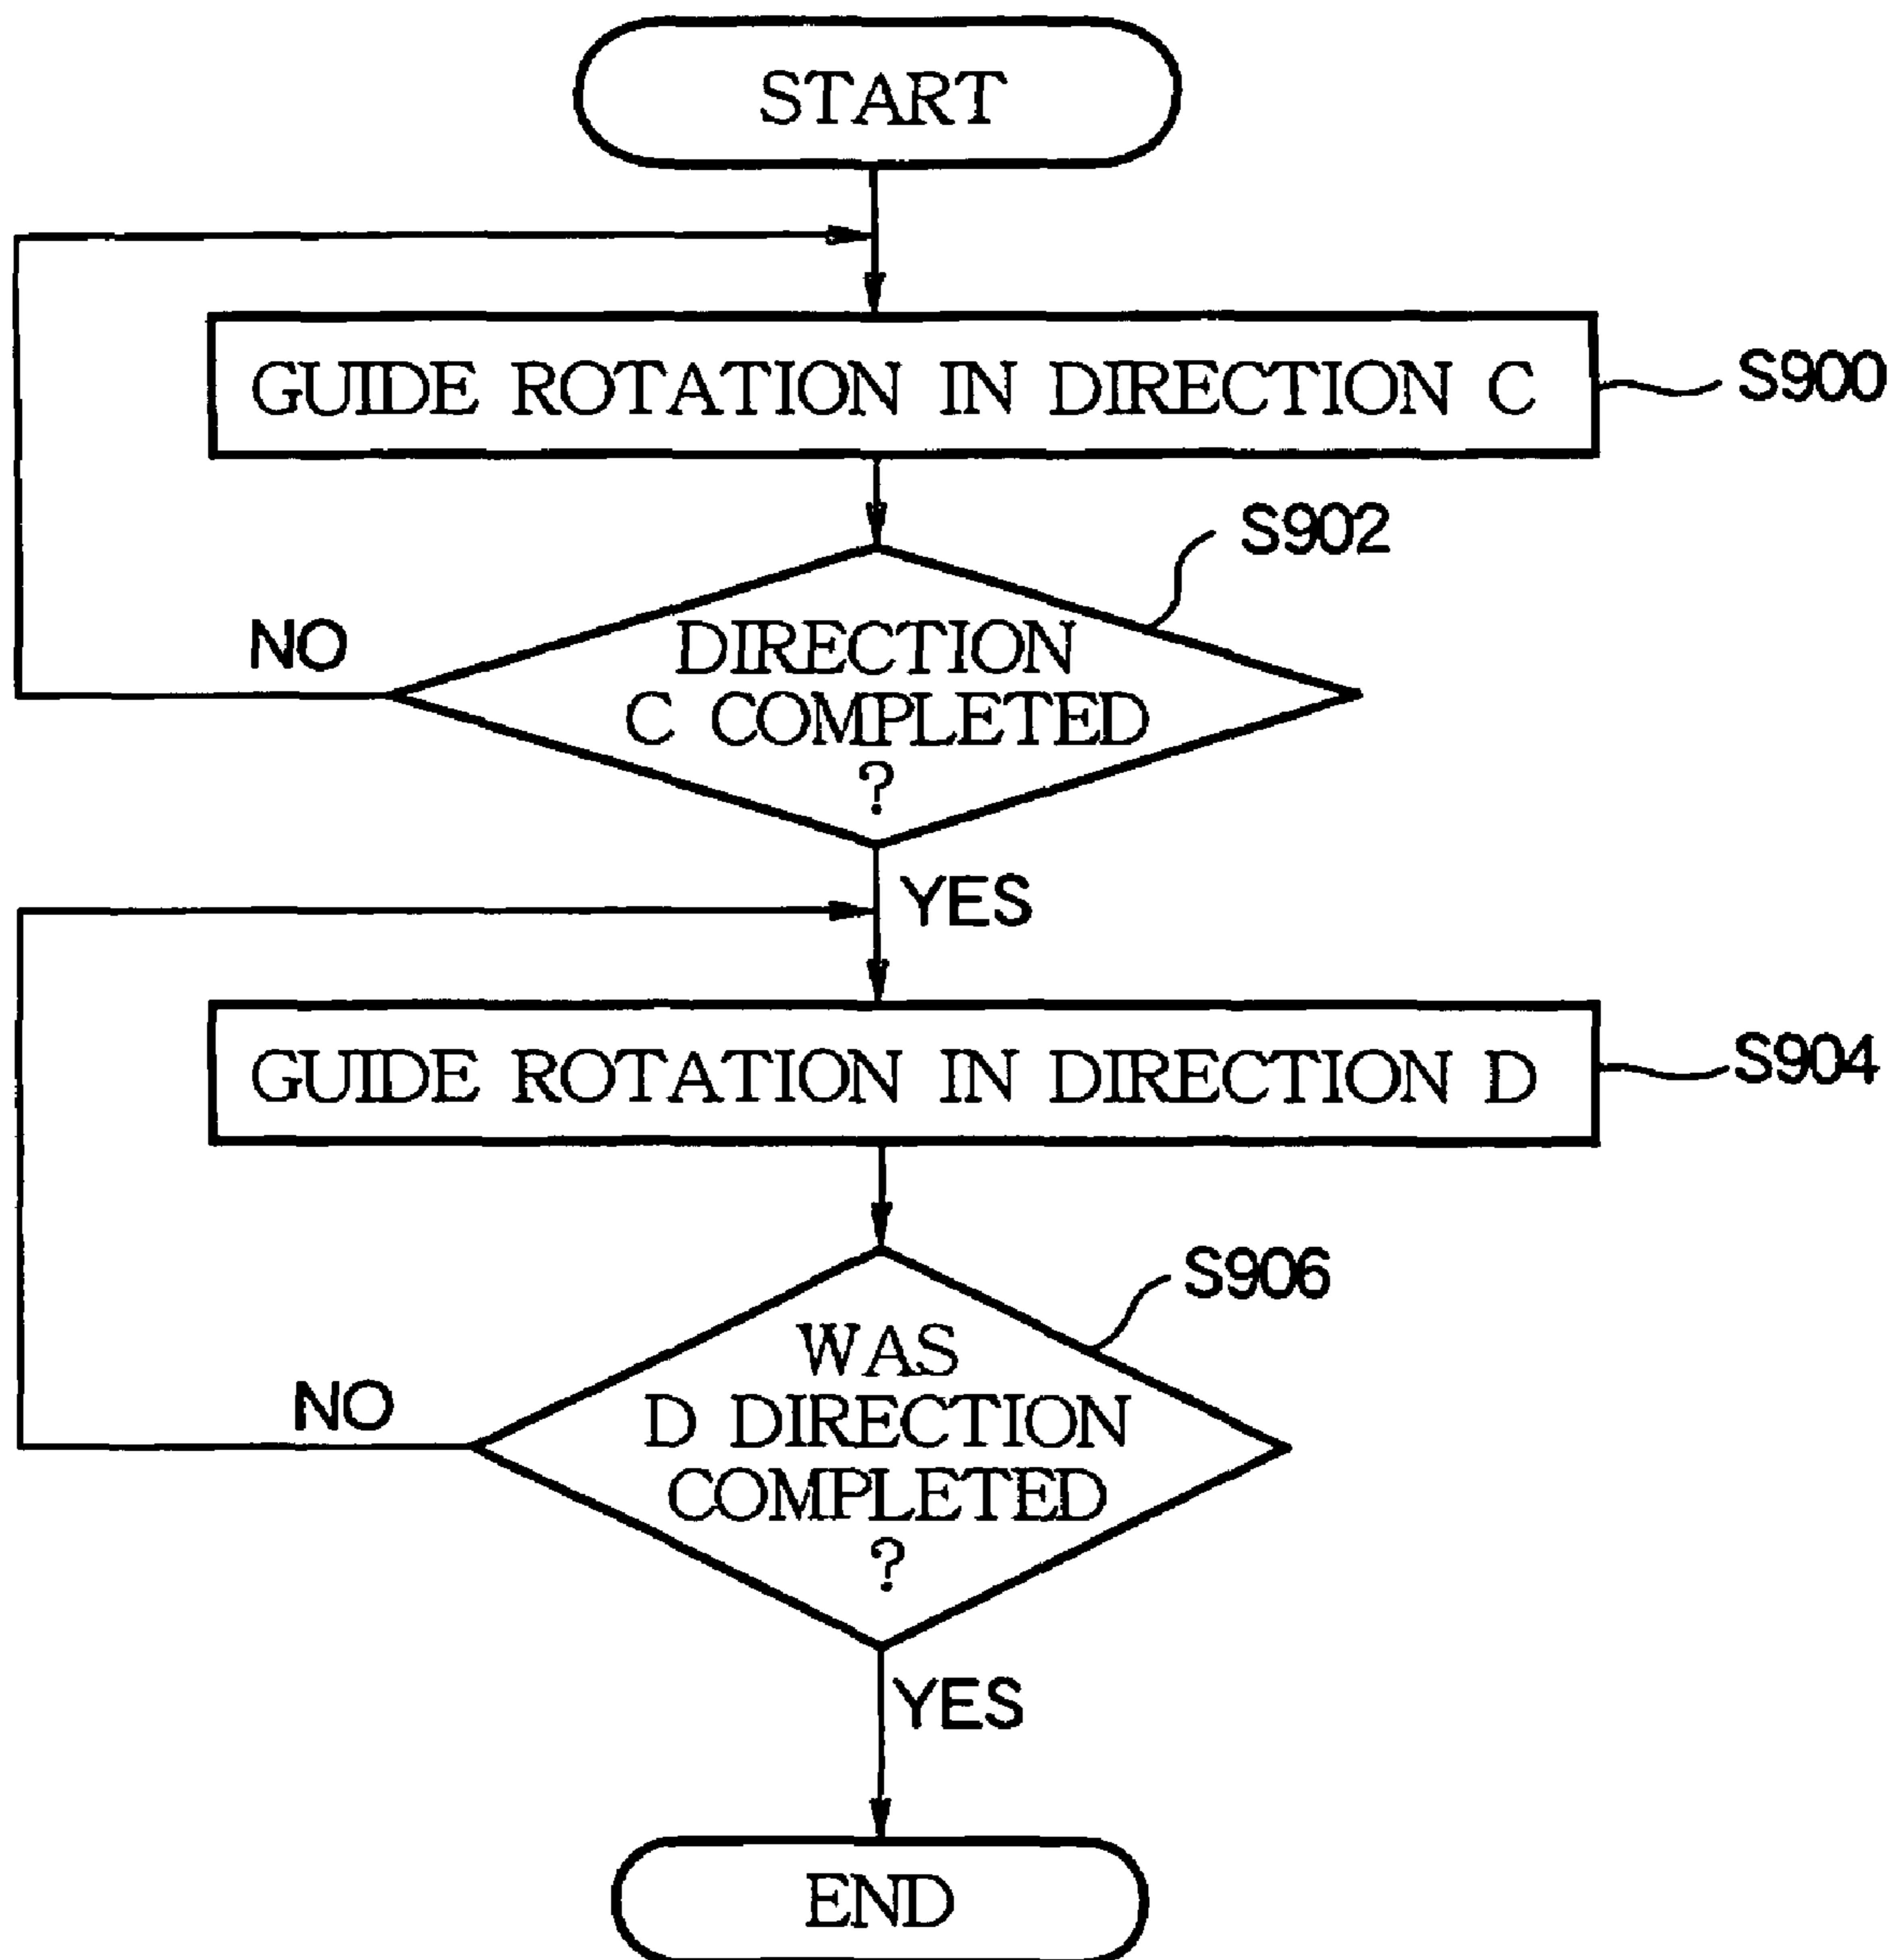 START
GUIDE ROTATION IN DIRECTION C
S900
S902
DIRECTION
C COMPLETED
?
NO
YES
GUIDE ROTATION IN DIRECTION D
S904
S906
WAS
D DIRECTION
COMPLETED
?
NO
YES
END